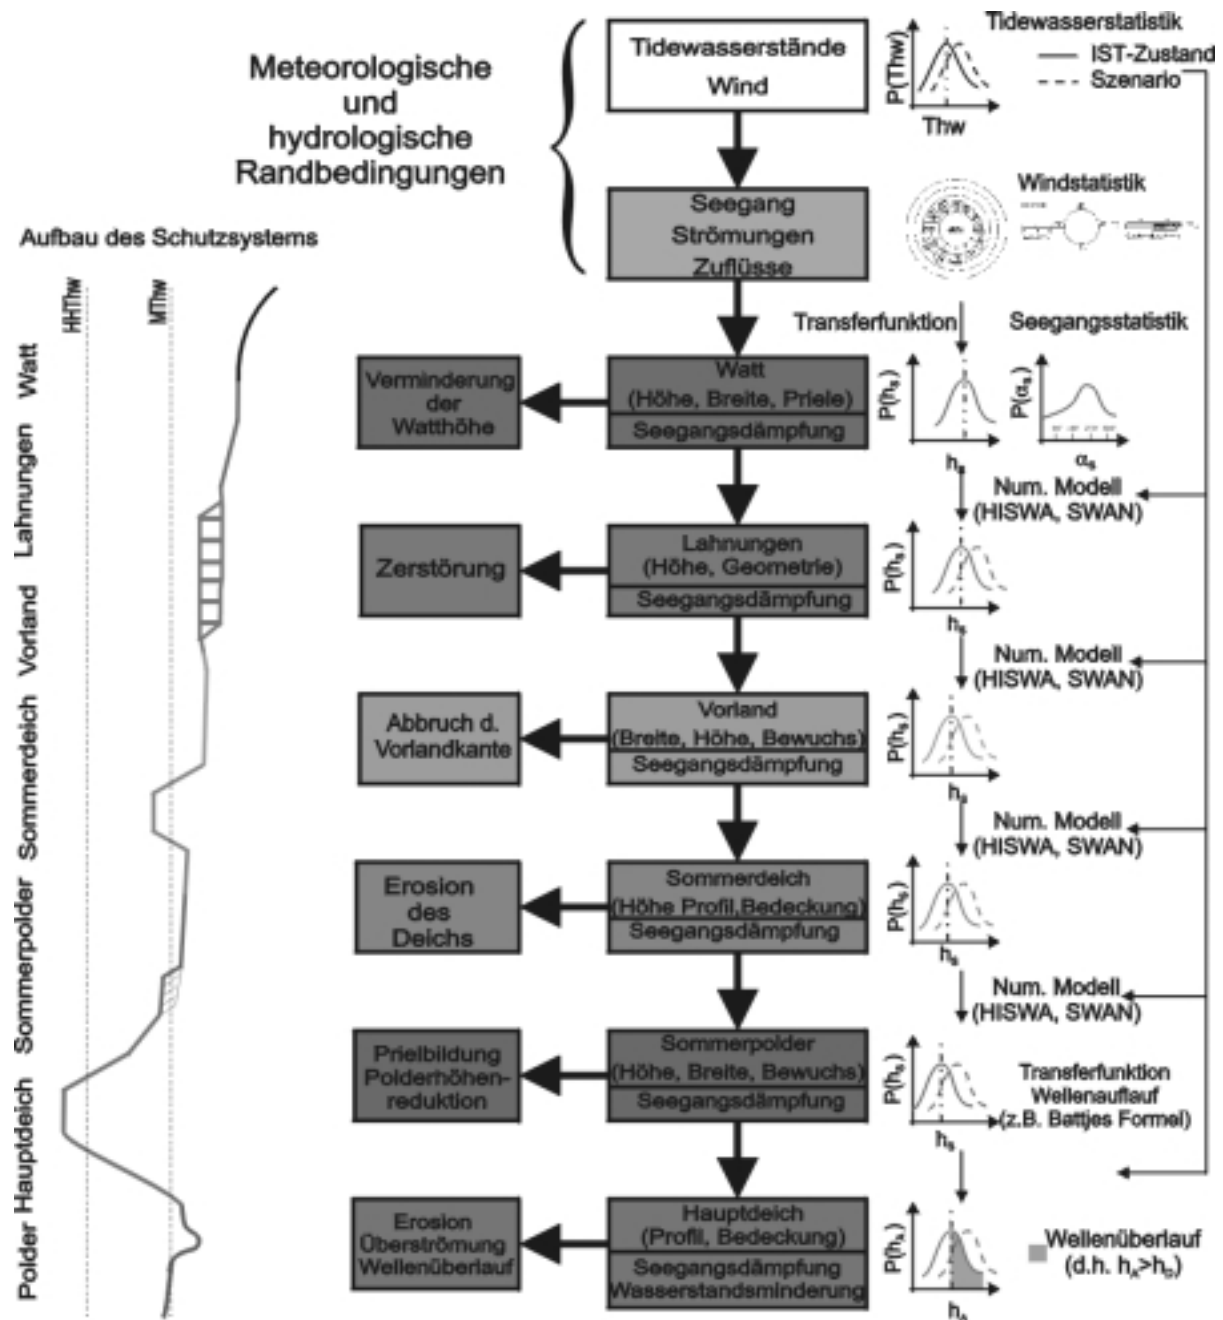 Meteorologische
und
hydrologische
Randbedingungen
Tidewasserstände
Wind
Seegang
Strömungen
Zuflüsse
Tidewasserstatistik
IST-Zustand
Szenario
P(Thw)
Thw
Windstatistik
Aufbau des Schutzsystems
HHThw
MThw
Watt
Lahnungen
Vorland
Sommerdeich
Sommerpolder
Hauptdeich
Polder
Verminderung
der
Watthöhe
Watt
(Höhe, Breite, Priele)
Seegangsdämpfung
Transferfunktion
Seegangsstatistik
P(hₛ)
hₛ
P(αₛ)
αₛ
Num. Modell
(HISWA, SWAN)
Zerstörung
Lahnungen
(Höhe, Geometrie)
Seegangsdämpfung
P(hₛ)
hₛ
Num. Modell
(HISWA, SWAN)
Abbruch d.
Vorlandkante
Vorland
(Breite, Höhe, Bewuchs)
Seegangsdämpfung
P(hₛ)
hₛ
Num. Modell
(HISWA, SWAN)
Erosion
des
Deichs
Sommerdeich
(Höhe Profil,Bedeckung)
Seegangsdämpfung
P(hₛ)
hₛ
Num. Modell
(HISWA, SWAN)
Prielbildung
Polderhöhen-
reduktion
Sommerpolder
(Höhe, Breite, Bewuchs)
Seegangsdämpfung
P(hₛ)
hₛ
Transferfunktion
Wellenauflauf
(z.B. Battjes Formel)
Erosion
Überströmung
Wellenüberlauf
Hauptdeich
(Profil, Bedeckung)
Seegangsdämpfung
Wasserstandsminderung
P(h_A)
h_A
Wellenüberlauf
(d.h. h_A>h_D)